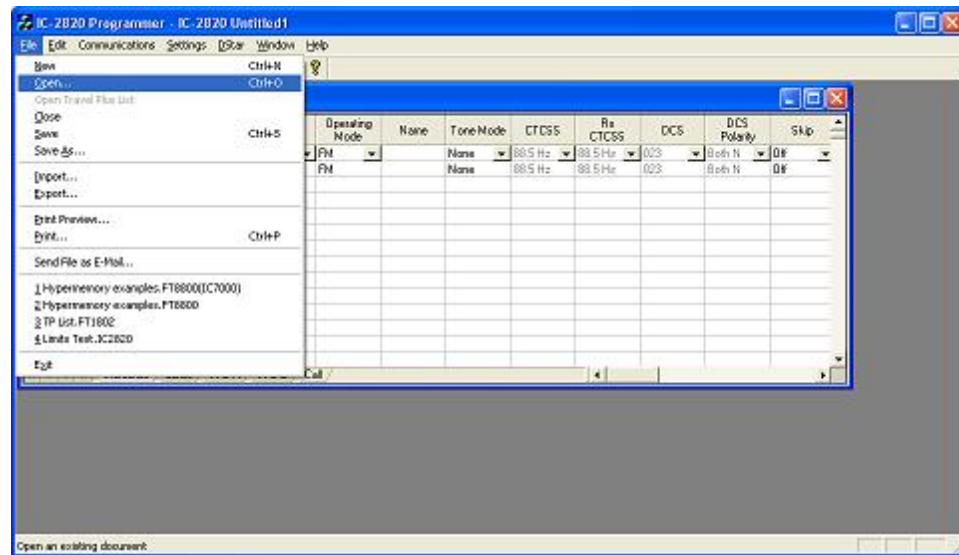 IC-2820 Programmer - IC-2820 Untitled1
File Edit Communications Settings DStar Window Help
New Ctrl+N
Open... Ctrl+O
Open Travel Plus List
Close
Save Ctrl+S
Save As...
Import...
Export...
Print Preview...
Print... Ctrl+P
Send File as E-Mail...
1 Hypermemory examples.FT8800(IC7000)
2 Hypermemory examples.FT8800
3 TP List.FT1802
4 Limits Test.IC2820
Exit
Operating Mode Name Tone Mode CTCSS Rx CTCSS DCS DCS Polarity Skip
FM None 88.5 Hz 88.5 Hz 023 Both N Off
FM None 88.5 Hz 88.5 Hz 023 Both N Off
Call
Open an existing document